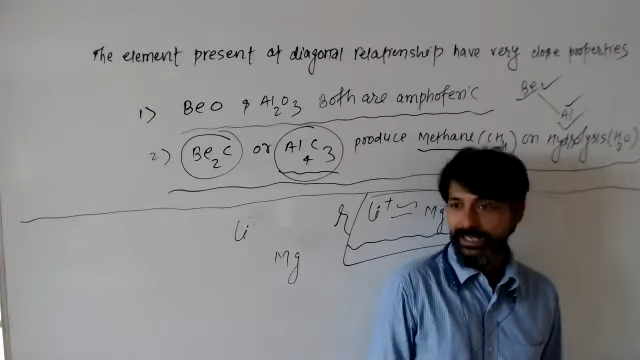 The element present at diagonal relationship have very close properties
1) BeO & Al2O3 Both are amphoteric
Be
Al
2) Be2C or Al4C3 produce Methane (CH4) on Hydrolysis (H2O)
Li
r Li+ ≃ Mg
Mg